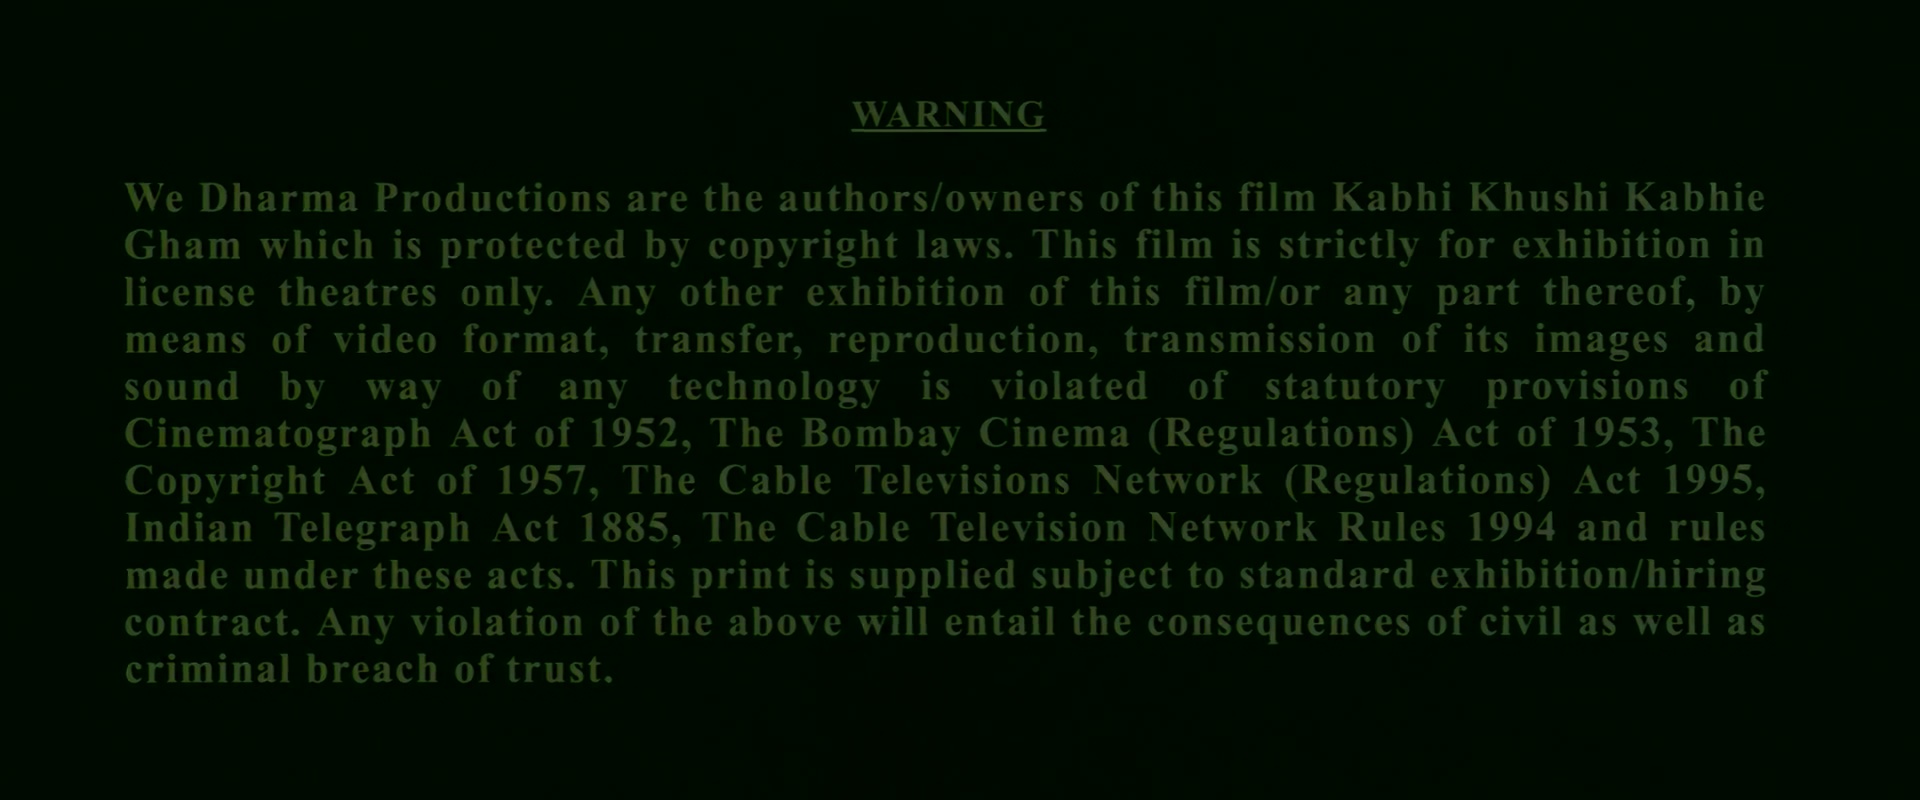 WARNING
We Dharma Productions are the authors/owners of this film Kabhi Khushi Kabhie
Gham which is protected by copyright laws. This film is strictly for exhibition in
license theatres only. Any other exhibition of this film/or any part thereof, by
means of video format, transfer, reproduction, transmission of its images and
sound by way of any technology is violated of statutory provisions of
Cinematograph Act of 1952, The Bombay Cinema (Regulations) Act of 1953, The
Copyright Act of 1957, The Cable Televisions Network (Regulations) Act 1995,
Indian Telegraph Act 1885, The Cable Television Network Rules 1994 and rules
made under these acts. This print is supplied subject to standard exhibition/hiring
contract. Any violation of the above will entail the consequences of civil as well as
criminal breach of trust.